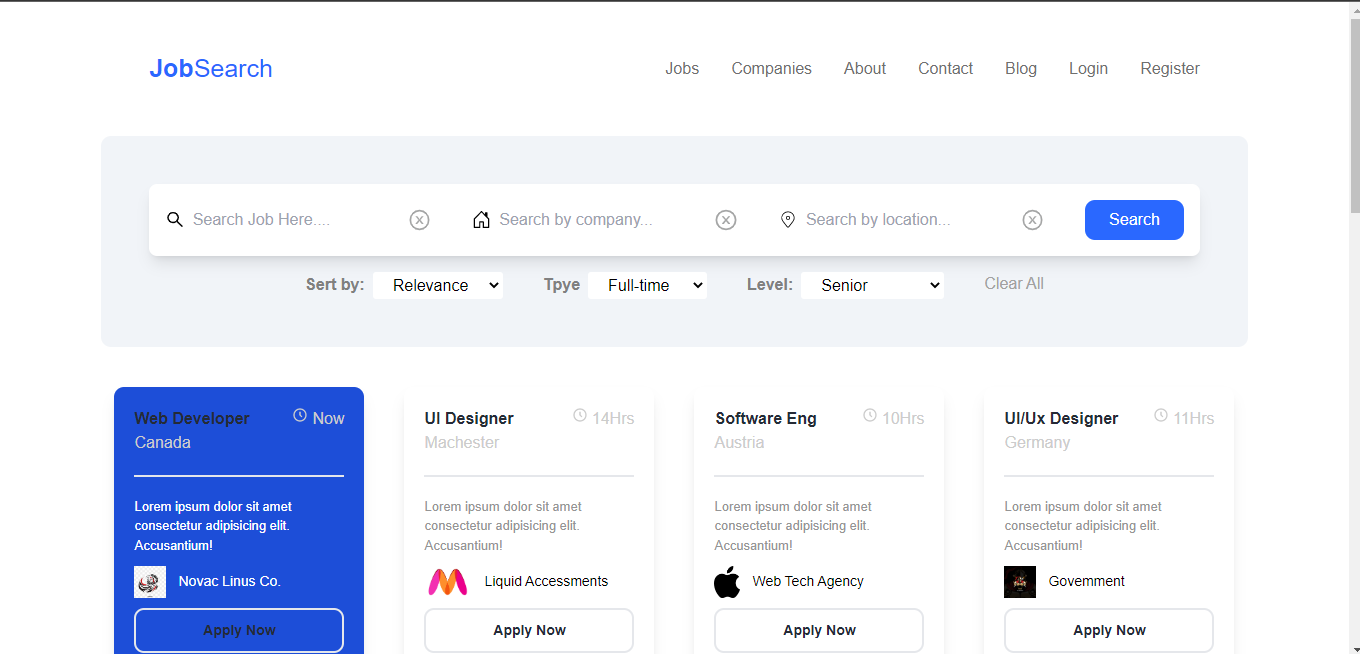 JobSearch
Jobs Companies About Contact Blog Login Register
Search Job Here.... Search by company... Search by location... Search
Sert by: Relevance Tpye Full-time Level: Senior Clear All
Web Developer Now
Canada
Lorem ipsum dolor sit amet
consectetur adipisicing elit.
Accusantium!
Novac Linus Co.
Apply Now
UI Designer 14Hrs
Machester
Lorem ipsum dolor sit amet
consectetur adipisicing elit.
Accusantium!
Liquid Accessments
Apply Now
Software Eng 10Hrs
Austria
Lorem ipsum dolor sit amet
consectetur adipisicing elit.
Accusantium!
Web Tech Agency
Apply Now
UI/Ux Designer 11Hrs
Germany
Lorem ipsum dolor sit amet
consectetur adipisicing elit.
Accusantium!
Govemment
Apply Now